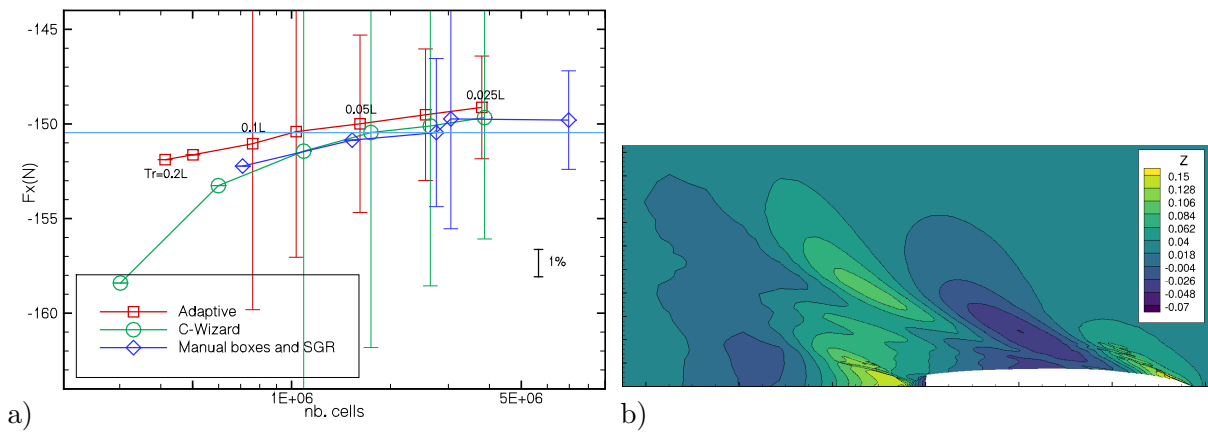 -145
-150
-155
-160
Fx(N)
Tr=0.2L
0.1L
0.05L
0.025L
1%
Adaptive
C-Wizard
Manual boxes and SGR
1E+06
5E+06
nb. cells
a)
Z
0.15
0.128
0.106
0.084
0.062
0.04
0.018
-0.004
-0.026
-0.048
-0.07
b)